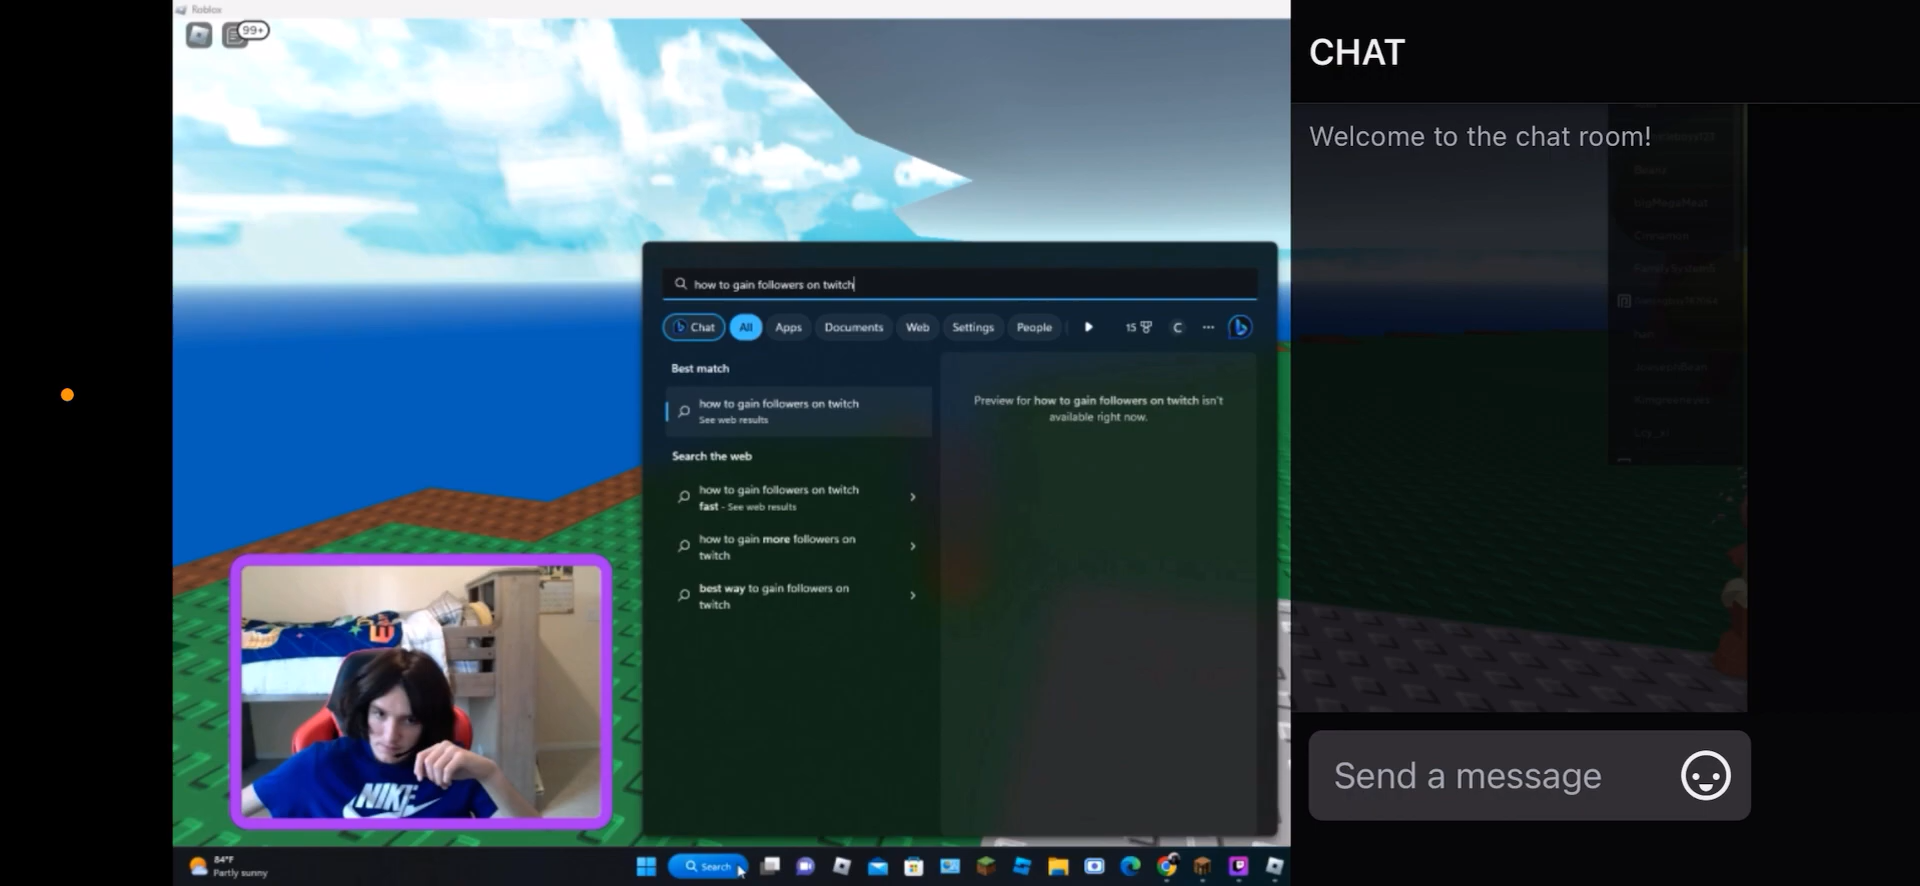 Roblox
99+
CHAT
Welcome to the chat room!
how to gain followers on twitch
Chat
All
Apps
Documents
Web
Settings
People
15
C
...
Best match
how to gain followers on twitch
See web results
Preview for how to gain followers on twitch isn't
available right now.
Search the web
how to gain followers on twitch
fast - See web results
how to gain more followers on
twitch
best way to gain followers on
twitch
NIKE
Send a message
84°F
Partly sunny
Search
Beanz
bigMegaMeat
Cinnamon